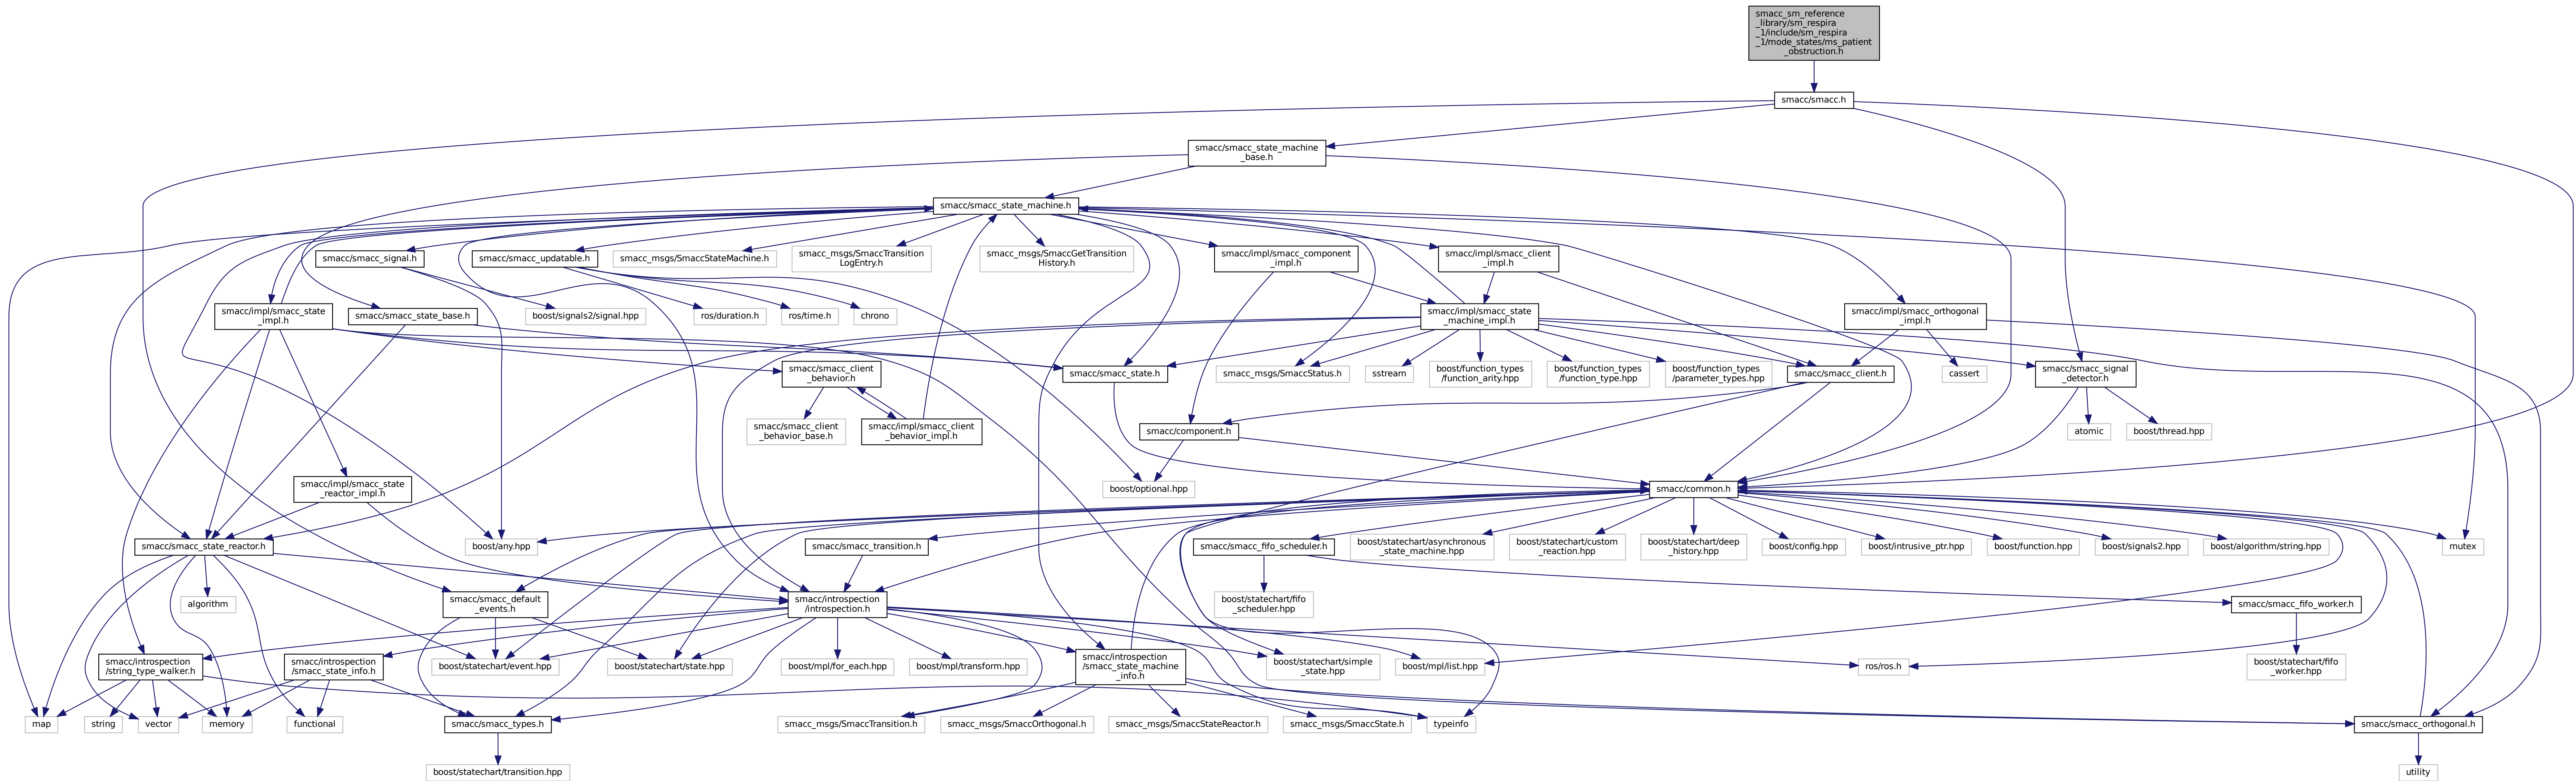 smacc_sm_reference
_library/sm_respira
_1/include/sm_respira
_1/mode_states/ms_patient
_obstruction.h
smacc/smacc.h
smacc/smacc_state_machine
_base.h
smacc/smacc_state_machine.h
smacc/smacc_signal.h
smacc/smacc_updatable.h
smacc_msgs/SmaccStateMachine.h
smacc_msgs/SmaccTransition
LogEntry.h
smacc_msgs/SmaccGetTransition
History.h
smacc/impl/smacc_component
_impl.h
smacc/impl/smacc_client
_impl.h
smacc/impl/smacc_state
_impl.h
smacc/smacc_state_base.h
boost/signals2/signal.hpp
ros/duration.h
ros/time.h
chrono
smacc/impl/smacc_state
_machine_impl.h
smacc/impl/smacc_orthogonal
_impl.h
smacc/smacc_client
_behavior.h
smacc/smacc_state.h
smacc_msgs/SmaccStatus.h
sstream
boost/function_types
/function_arity.hpp
boost/function_types
/function_type.hpp
boost/function_types
/parameter_types.hpp
smacc/smacc_client.h
cassert
smacc/smacc_signal
_detector.h
smacc/smacc_client
_behavior_base.h
smacc/impl/smacc_client
_behavior_impl.h
smacc/component.h
atomic
boost/thread.hpp
smacc/impl/smacc_state
_reactor_impl.h
boost/optional.hpp
smacc/common.h
smacc/smacc_state_reactor.h
boost/any.hpp
smacc/smacc_transition.h
smacc/smacc_fifo_scheduler.h
boost/statechart/asynchronous
_state_machine.hpp
boost/statechart/custom
_reaction.hpp
boost/statechart/deep
_history.hpp
boost/config.hpp
boost/intrusive_ptr.hpp
boost/function.hpp
boost/signals2.hpp
boost/algorithm/string.hpp
mutex
algorithm
smacc/smacc_default
_events.h
smacc/introspection
/introspection.h
boost/statechart/fifo
_scheduler.hpp
smacc/smacc_fifo_worker.h
smacc/introspection
/string_type_walker.h
smacc/introspection
/smacc_state_info.h
boost/statechart/event.hpp
boost/statechart/state.hpp
boost/mpl/for_each.hpp
boost/mpl/transform.hpp
smacc/introspection
/smacc_state_machine
_info.h
boost/statechart/simple
_state.hpp
boost/mpl/list.hpp
ros/ros.h
boost/statechart/fifo
_worker.hpp
map
string
vector
memory
functional
smacc/smacc_types.h
smacc_msgs/SmaccTransition.h
smacc_msgs/SmaccOrthogonal.h
smacc_msgs/SmaccStateReactor.h
smacc_msgs/SmaccState.h
typeinfo
smacc/smacc_orthogonal.h
boost/statechart/transition.hpp
utility